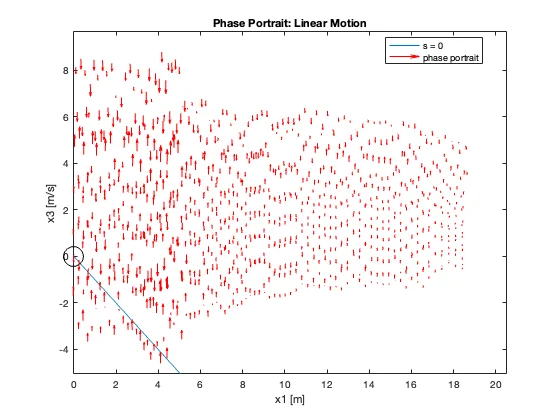 Phase Portrait: Linear Motion
s = 0
phase portrait
8
6
4
2
0
-2
-4
x3 [m/s]
0 2 4 6 8 10 12 14 16 18 20
x1 [m]